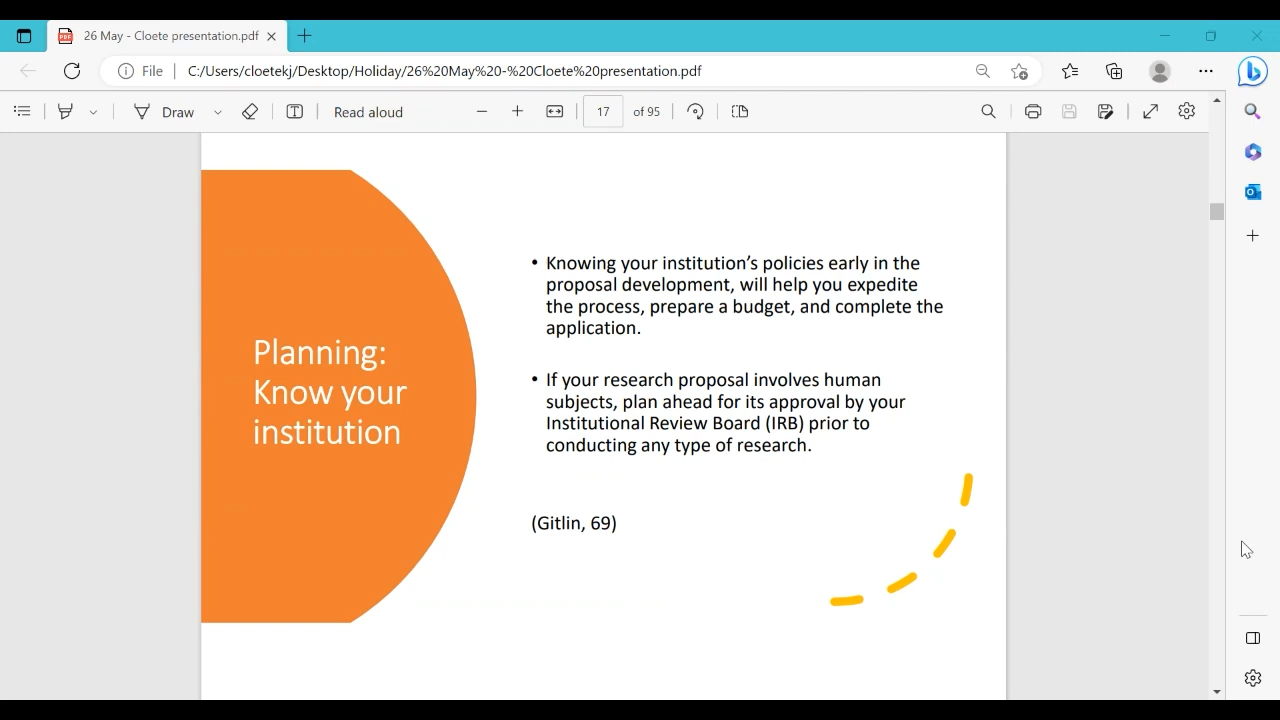 26 May - Cloete presentation.pdf
File
C:/Users/cloetekj/Desktop/Holiday/26%20May%20-%20Cloete%20presentation.pdf
Draw
Read aloud
17 of 95
Planning:
Know your
institution
• Knowing your institution’s policies early in the
proposal development, will help you expedite
the process, prepare a budget, and complete the
application.
• If your research proposal involves human
subjects, plan ahead for its approval by your
Institutional Review Board (IRB) prior to
conducting any type of research.
(Gitlin, 69)